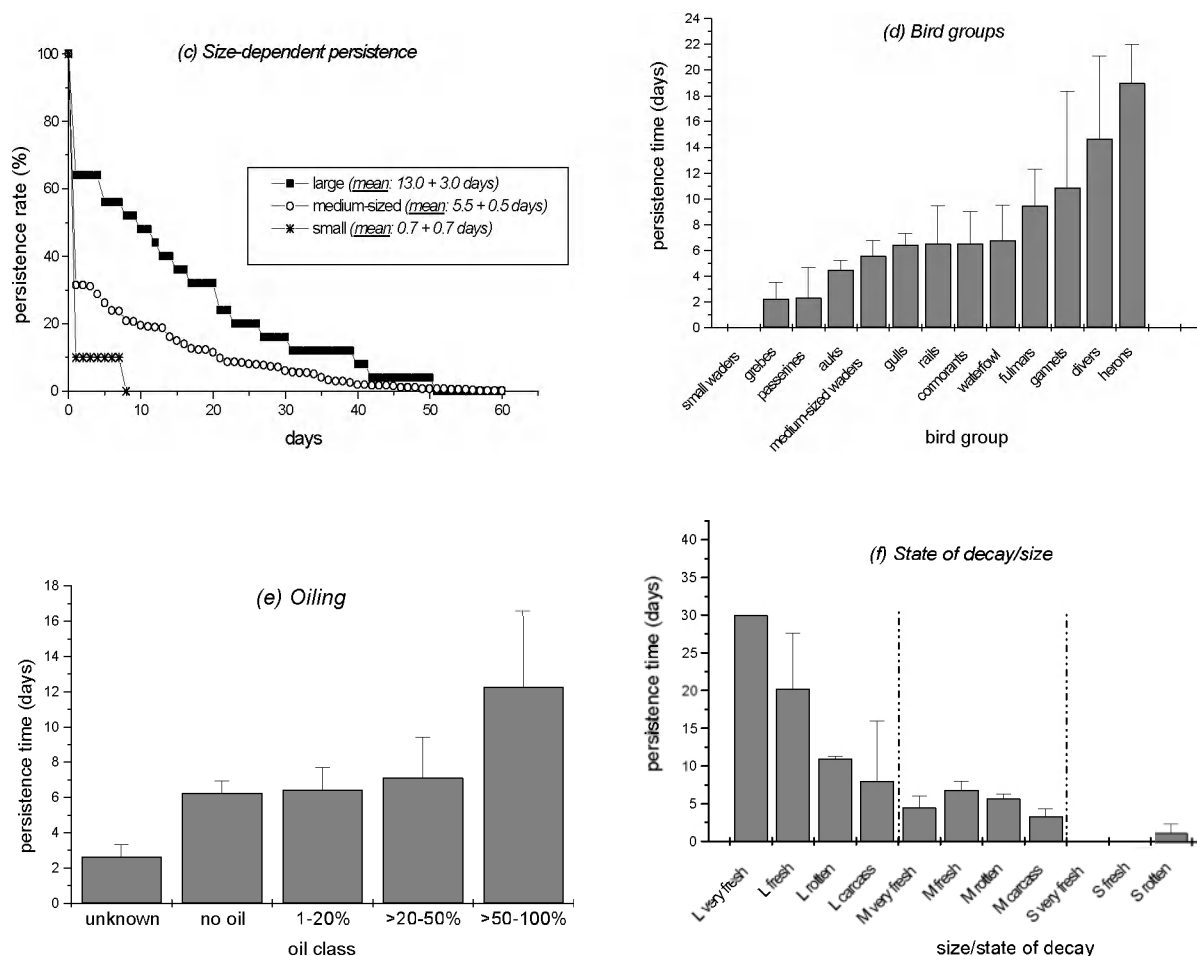 (c) Size-dependent persistence
100
80
60
40
20
0
persistence rate (%)
large (mean: 13.0 + 3.0 days)
medium-sized (mean: 5.5 + 0.5 days)
small (mean: 0.7 + 0.7 days)
0 10 20 30 40 50 60
days
(d) Bird groups
24
22
20
18
16
14
12
10
8
6
4
2
0
persistence time (days)
small waders
grebes
passerines
auks
medium-sized waders
gulls
rails
cormorants
waterfowl
fulmars
gannets
divers
herons
bird group
(e) Oiling
18
16
14
12
10
8
6
4
2
0
persistence time (days)
unknown no oil 1-20% >20-50% >50-100%
oil class
(f) State of decay/size
40
35
30
25
20
15
10
5
0
persistence time (days)
L very fresh
L fresh
L rotten
L carcass
M very fresh
M fresh
M rotten
M carcass
S very fresh
S fresh
S rotten
size/state of decay